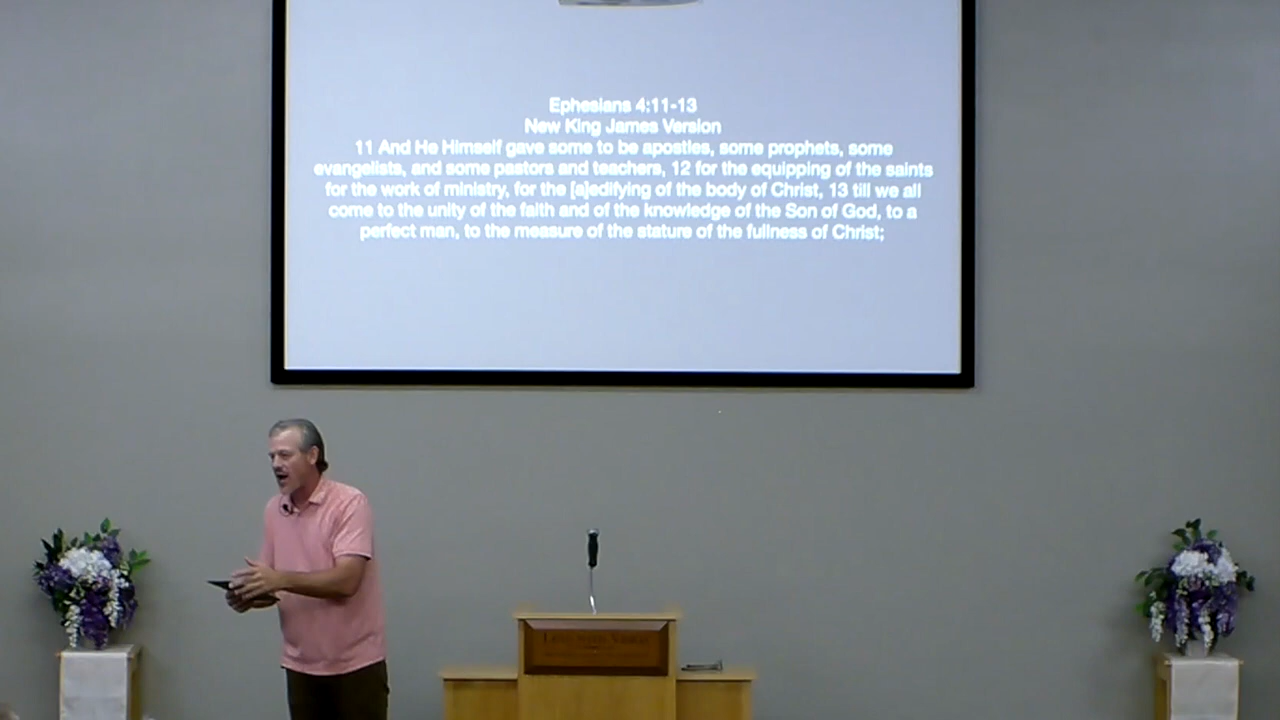 Ephesians 4:11-13
New King James Version
11 And He Himself gave some to be apostles, some prophets, some
evangelists, and some pastors and teachers, 12 for the equipping of the saints
for the work of ministry, for the [a]edifying of the body of Christ, 13 till we all
come to the unity of the faith and of the knowledge of the Son of God, to a
perfect man, to the measure of the stature of the fullness of Christ;